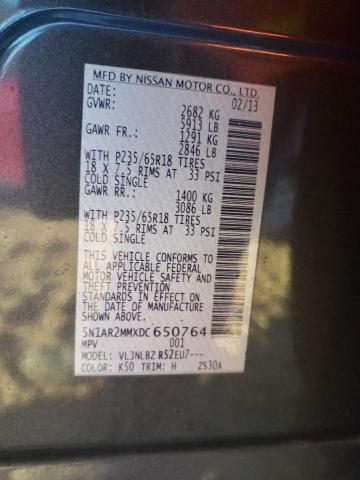 MFD BY NISSAN MOTOR CO., LTD.
DATE: 02/13
GVWR: 2682 KG
5913 LB
GAWR FR.: 1291 KG
2846 LB
WITH P235/65R18 TIRES
18 X 7.5 RIMS AT 33 PSI
COLD SINGLE
GAWR RR.: 1400 KG
3086 LB
WITH P235/65R18 TIRES
18 X 7.5 RIMS AT 33 PSI
COLD SINGLE
THIS VEHICLE CONFORMS TO
ALL APPLICABLE FEDERAL
MOTOR VEHICLE SAFETY AND
THEFT PREVENTION
STANDARDS IN EFFECT ON
THE DATE OF MANUFACTURE
SHOWN ABOVE.
5N1AR2MMXDC650764
MPV 001
MODEL: VLJNLBZ R52EU7---
COLOR: K50 TRIM: H ZS30A